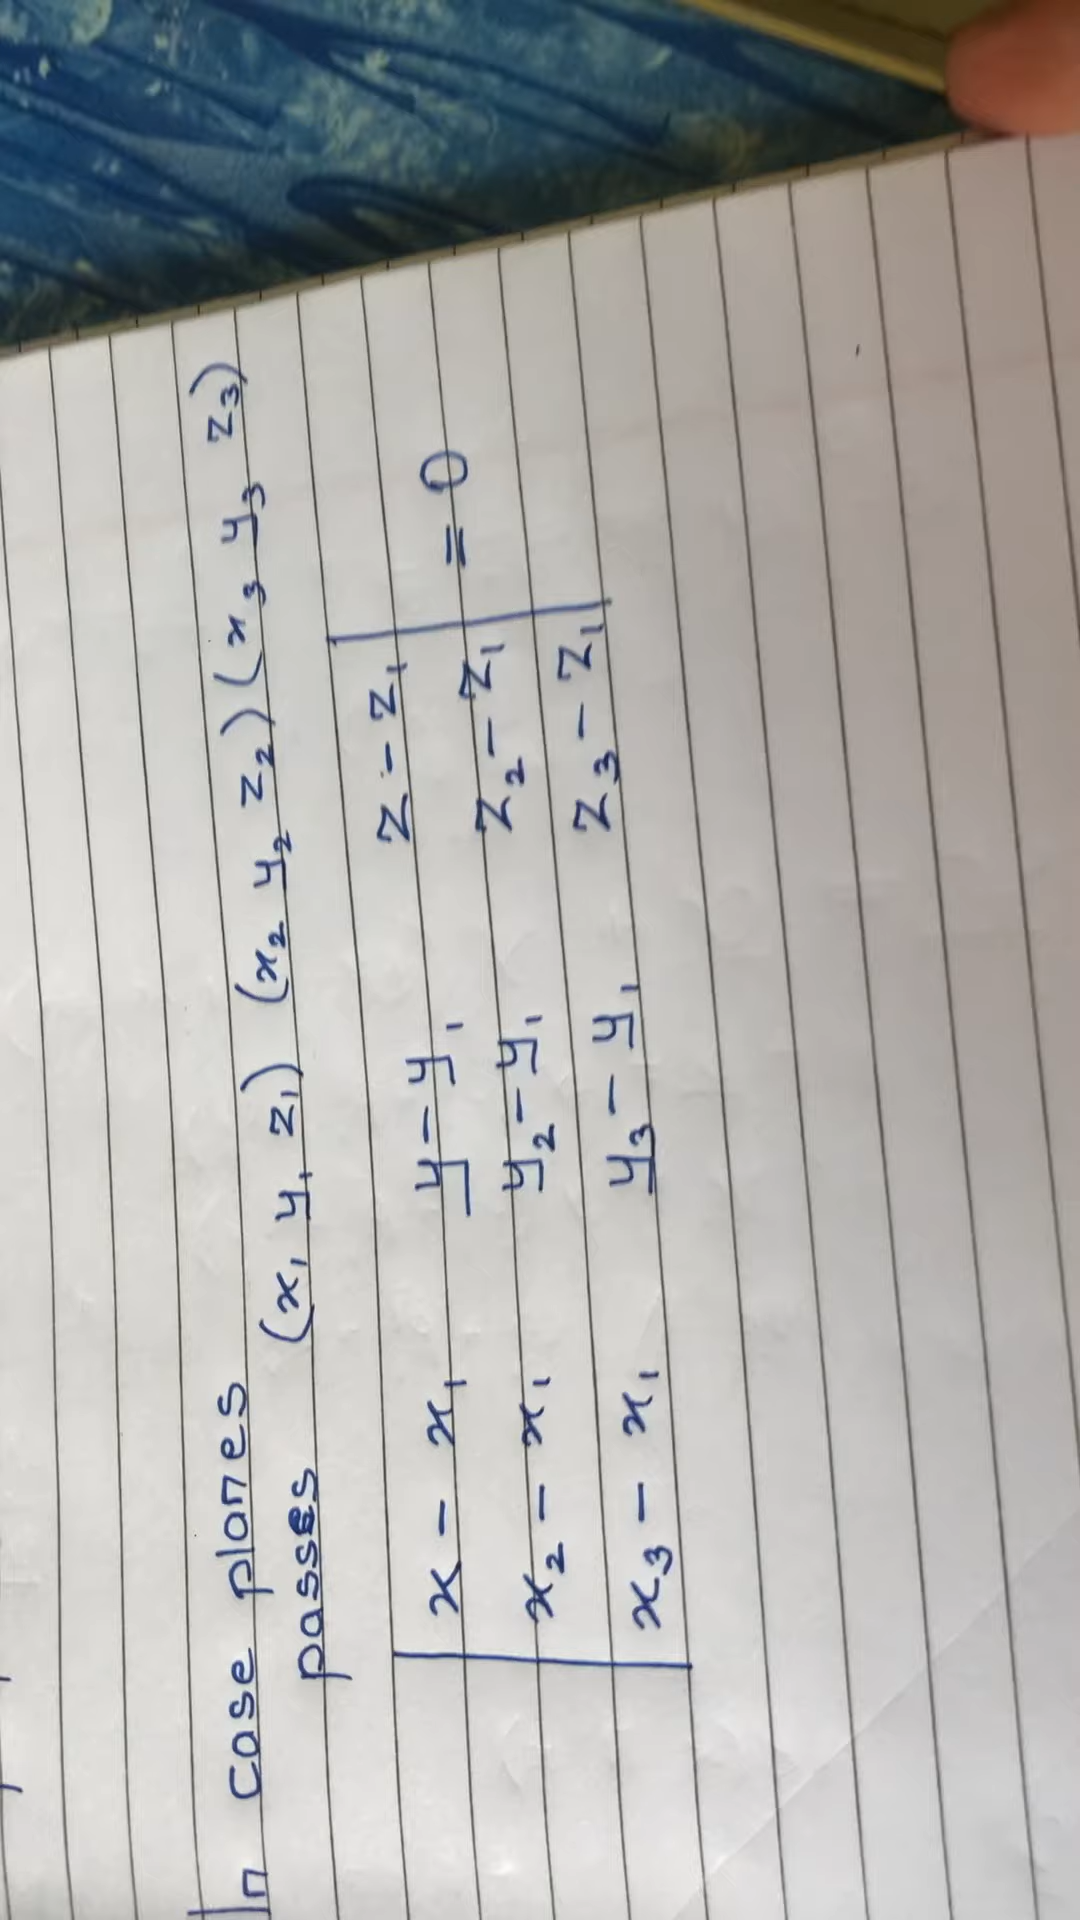 In case planes
passes (x₁ y₁ z₁) (x₂ y₂ z₂) (x₃ y₃ z₃)
| x - x₁ y - y₁ z - z₁ |
| x₂ - x₁ y₂ - y₁ z₂ - z₁ | = 0
| x₃ - x₁ y₃ - y₁ z₃ - z₁ |